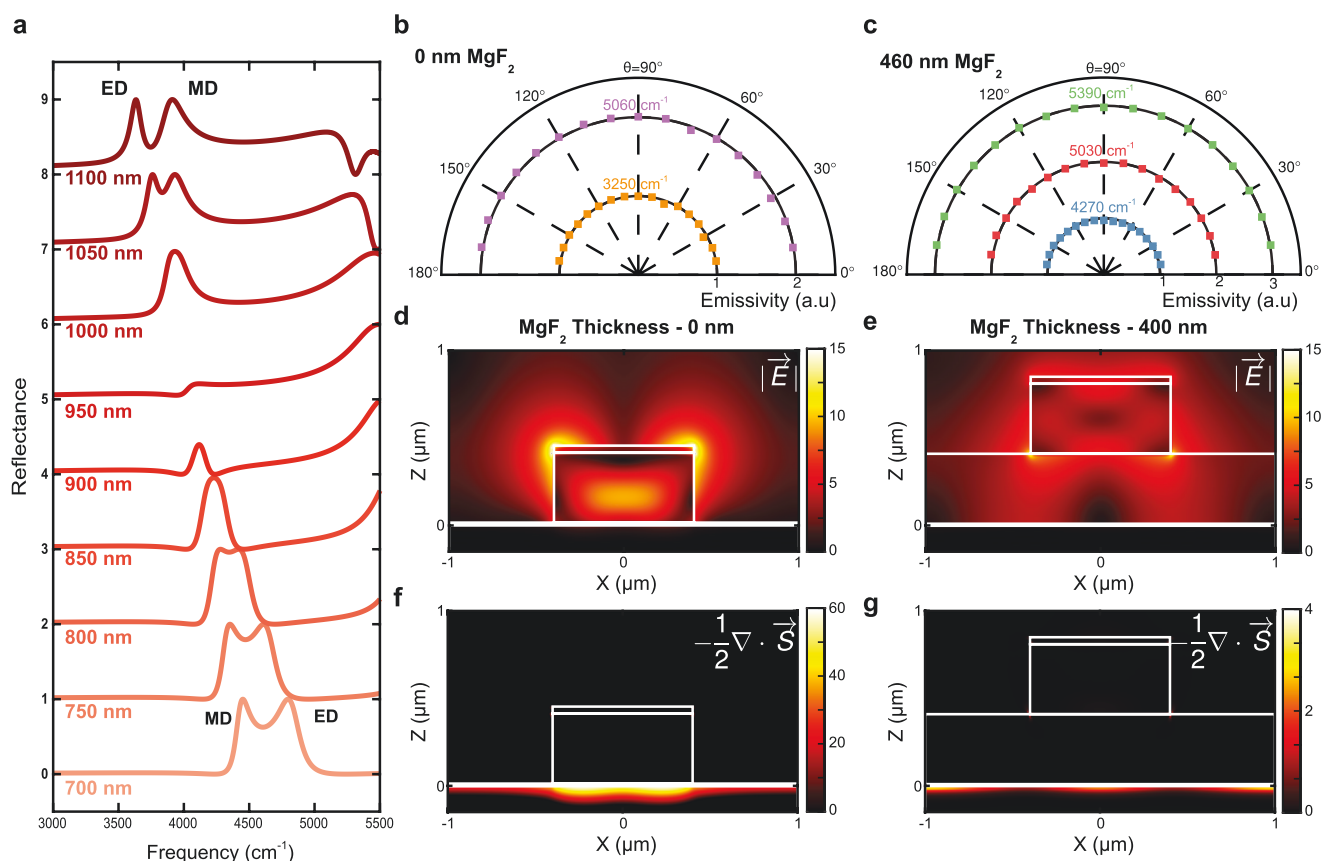 a
ED
MD
9
8
1100 nm
7
1050 nm
6
1000 nm
5
950 nm
4
900 nm
3
850 nm
2
800 nm
1
750 nm
MD
ED
0
700 nm
Reflectance
3000 4000 4500 5000 5500
Frequency (cm⁻¹)
b
0 nm MgF₂
θ=90°
120°
60°
5060 cm⁻¹
150°
30°
3250 cm⁻¹
180°
0°
1 2
Emissivity (a.u)
c
460 nm MgF₂
θ=90°
120°
60°
5390 cm⁻¹
150°
30°
5030 cm⁻¹
4270 cm⁻¹
180°
0°
1 2 3
Emissivity (a.u)
d
MgF₂ Thickness - 0 nm
|E⃗|
1
0
Z (µm)
-1 0 1
X (µm)
15
10
5
0
e
MgF₂ Thickness - 400 nm
|E⃗|
1
0
Z (µm)
-1 0 1
X (µm)
15
10
5
0
f
-1/2 ∇ · S⃗
1
0
Z (µm)
-1 0 1
X (µm)
60
40
20
0
g
-1/2 ∇ · S⃗
1
0
Z (µm)
-1 0 1
X (µm)
4
3
2
1
0